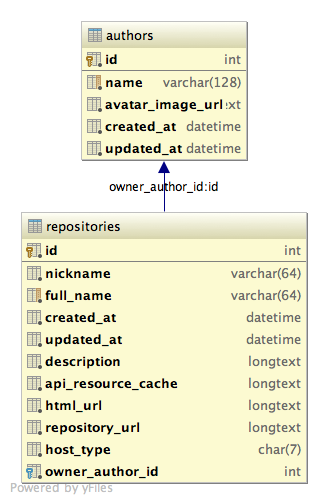 authors
id int
name varchar(128)
avatar_image_url text
created_at datetime
updated_at datetime
owner_author_id:id
repositories
id int
nickname varchar(64)
full_name varchar(64)
created_at datetime
updated_at datetime
description longtext
api_resource_cache longtext
html_url longtext
repository_url longtext
host_type char(7)
owner_author_id int
Powered by yFiles